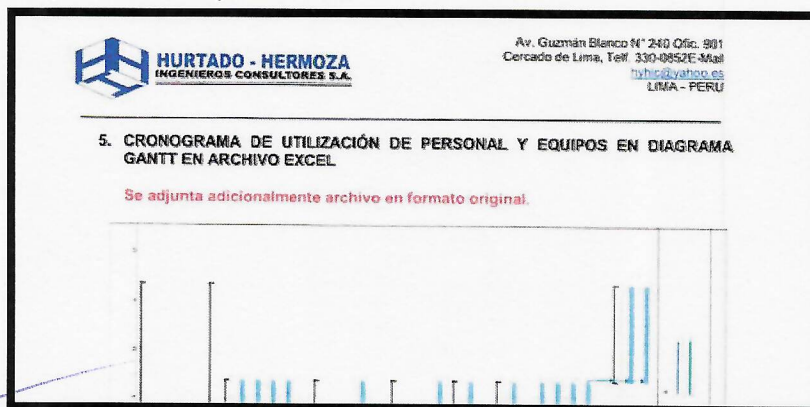 HURTADO - HERMOZA
INGENIEROS CONSULTORES S.A.
Av. Guzmán Blanco N° 240 Ofic. 901
Cercado de Lima, Telf. 330-0852E-Mail
hyhic@yahoo.es
LIMA - PERU
5. CRONOGRAMA DE UTILIZACIÓN DE PERSONAL Y EQUIPOS EN DIAGRAMA
GANTT EN ARCHIVO EXCEL
Se adjunta adicionalmente archivo en formato original.